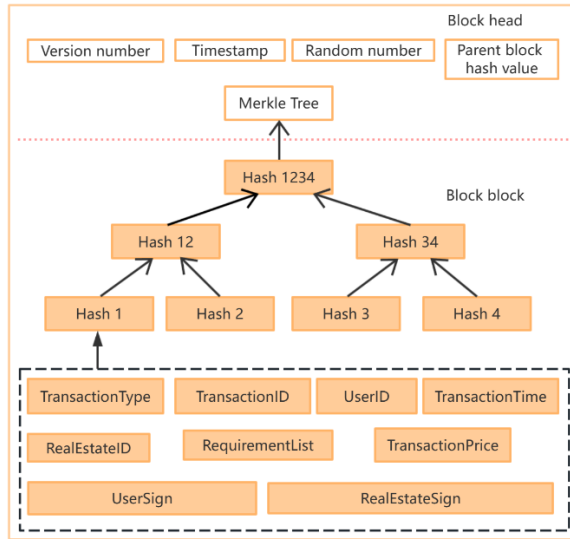 Block head
Version number
Timestamp
Random number
Parent block
hash value
Merkle Tree
Hash 1234
Block block
Hash 12
Hash 34
Hash 1
Hash 2
Hash 3
Hash 4
TransactionType
TransactionID
UserID
TransactionTime
RealEstateID
RequirementList
TransactionPrice
UserSign
RealEstateSign